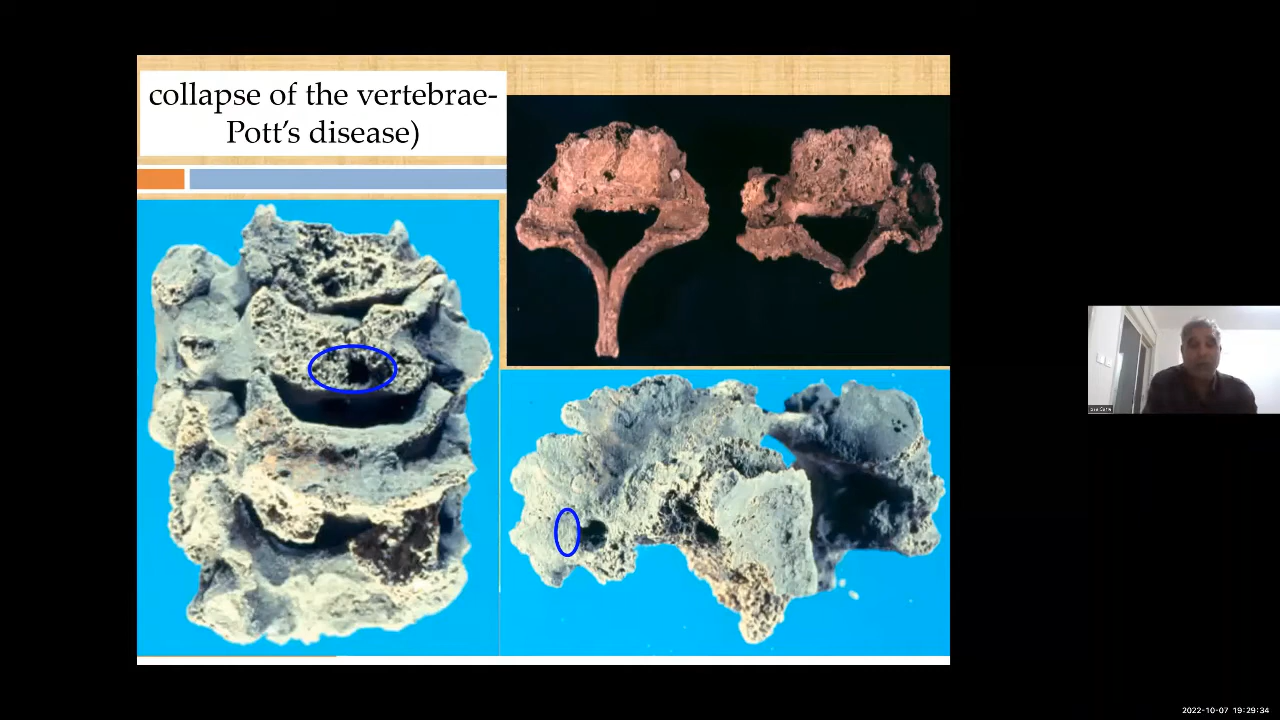 collapse of the vertebrae-
Pott's disease)
2022-10-07 19:29:34